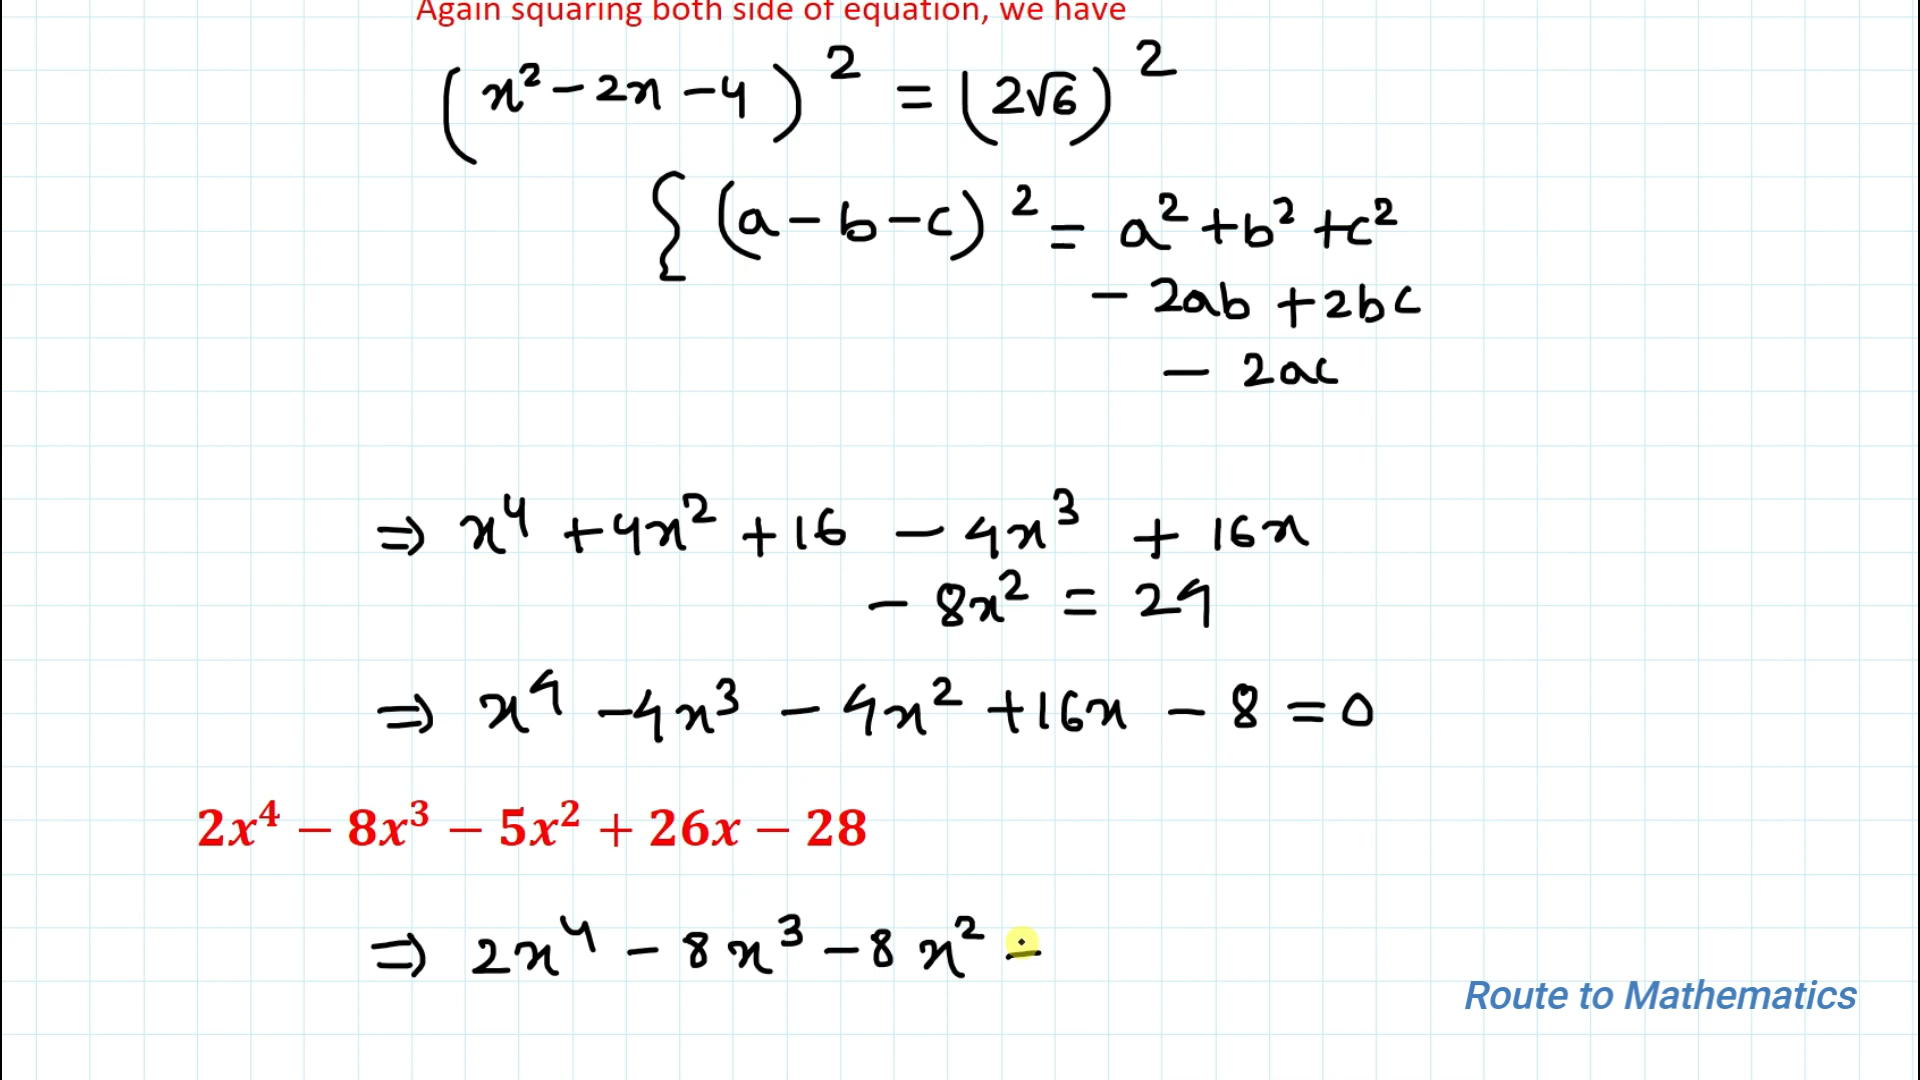 Again squaring both side of equation, we have
(x² - 2x - 4)² = (2√6)²
{ (a - b - c)² = a² + b² + c²
- 2ab + 2bc
- 2ac
⇒ x⁴ + 4x² + 16 - 4x³ + 16x
- 8x² = 24
⇒ x⁴ - 4x³ - 4x² + 16x - 8 = 0
2x⁴ − 8x³ − 5x² + 26x − 28
⇒ 2x⁴ - 8x³ - 8x²
Route to Mathematics